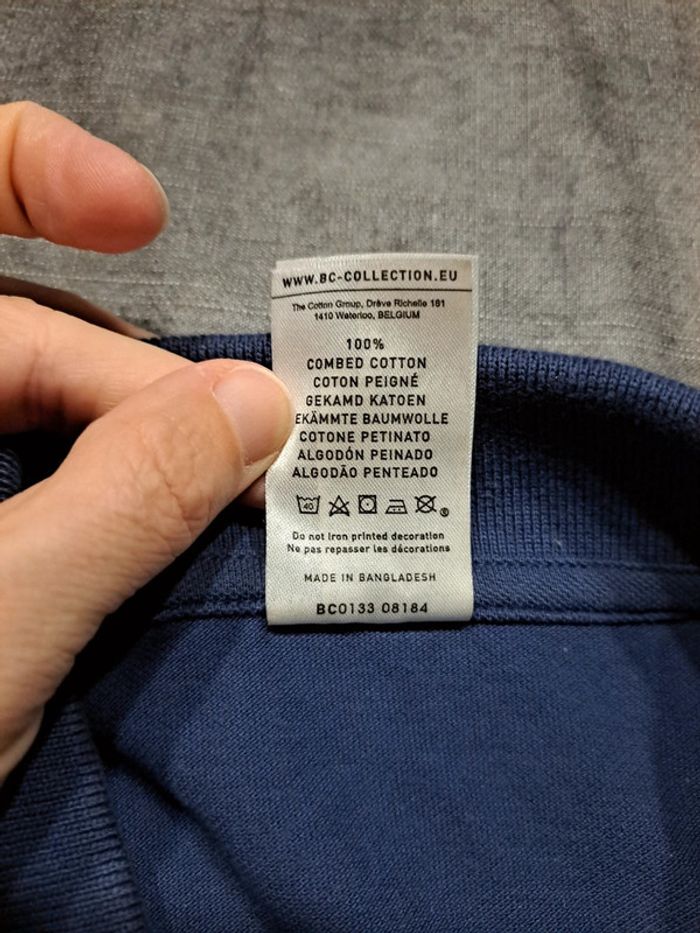 WWW.BC-COLLECTION.EU
The Cotton Group, Drève Richelle 161
1410 Waterloo, BELGIUM
100%
COMBED COTTON
COTON PEIGNÉ
GEKAMD KATOEN
EKÄMMTE BAUMWOLLE
COTONE PETINATO
ALGODÓN PEINADO
ALGODÃO PENTEADO
40
Do not iron printed decoration
Ne pas repasser les décorations
MADE IN BANGLADESH
BC0133 08184